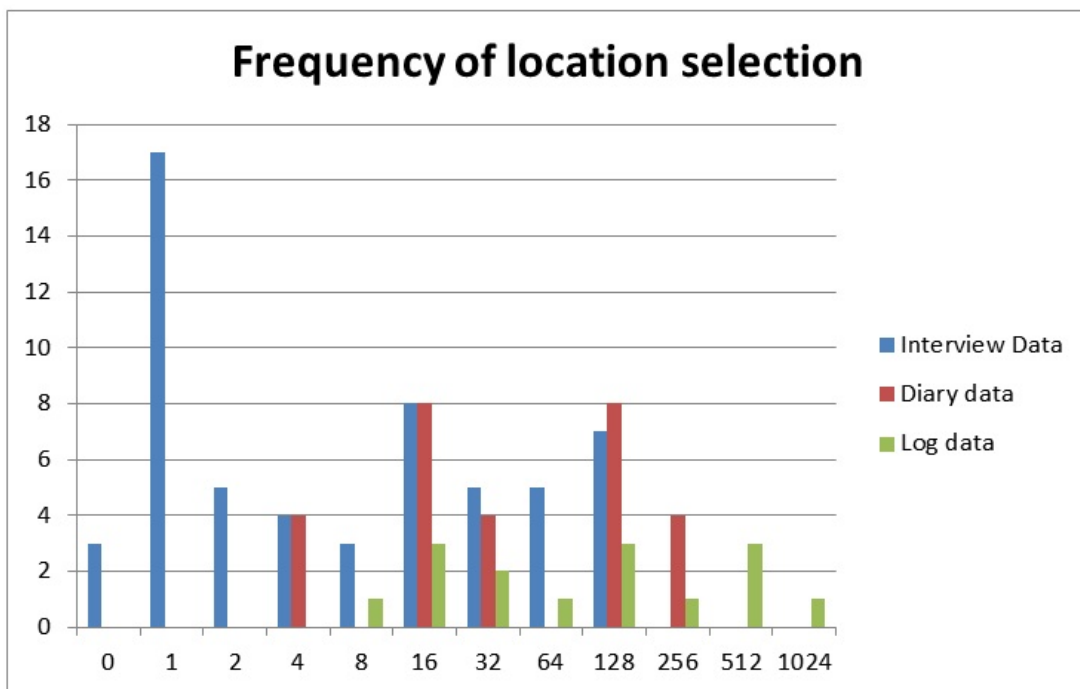 Frequency of location selection
18
16
14
12
10
8
6
4
2
0
0 1 2 4 8 16 32 64 128 256 512 1024
Interview Data
Diary data
Log data